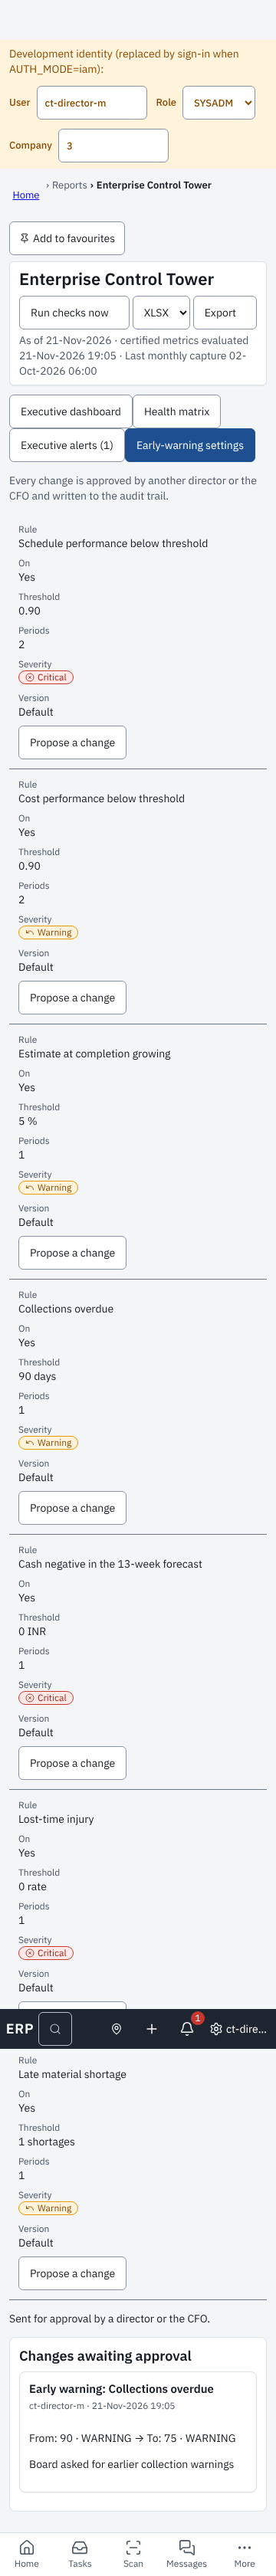 Development identity (replaced by sign-in when
AUTH_MODE=iam):
User ct-director-m Role SYSADM
Company 3
Home › Reports › Enterprise Control Tower
Add to favourites
Enterprise Control Tower
Run checks now XLSX Export
As of 21-Nov-2026 · certified metrics evaluated
21-Nov-2026 19:05 · Last monthly capture 02-
Oct-2026 06:00
Executive dashboard Health matrix
Executive alerts (1) Early-warning settings
Every change is approved by another director or the
CFO and written to the audit trail.
Rule
Schedule performance below threshold
On
Yes
Threshold
0.90
Periods
2
Severity
Critical
Version
Default
Propose a change
Rule
Cost performance below threshold
On
Yes
Threshold
0.90
Periods
2
Severity
Warning
Version
Default
Propose a change
Rule
Estimate at completion growing
On
Yes
Threshold
5 %
Periods
1
Severity
Warning
Version
Default
Propose a change
Rule
Collections overdue
On
Yes
Threshold
90 days
Periods
1
Severity
Warning
Version
Default
Propose a change
Rule
Cash negative in the 13-week forecast
On
Yes
Threshold
0 INR
Periods
1
Severity
Critical
Version
Default
Propose a change
Rule
Lost-time injury
On
Yes
Threshold
0 rate
Periods
1
Severity
Critical
Version
Default
ERP 1 ct-dire...
Rule
Late material shortage
On
Yes
Threshold
1 shortages
Periods
1
Severity
Warning
Version
Default
Propose a change
Sent for approval by a director or the CFO.
Changes awaiting approval
Early warning: Collections overdue
ct-director-m · 21-Nov-2026 19:05
From: 90 · WARNING → To: 75 · WARNING
Board asked for earlier collection warnings
Home Tasks Scan Messages More